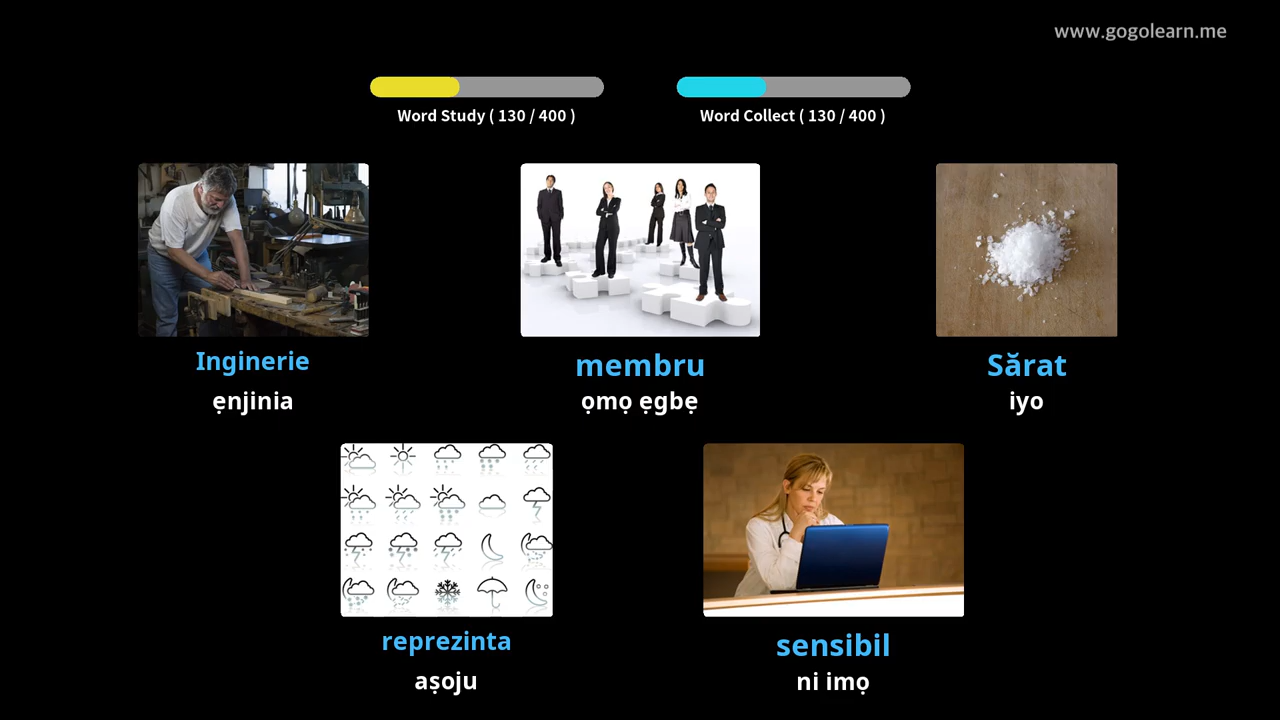 www.gogolearn.me
Word Study ( 130 / 400 )
Word Collect ( 130 / 400 )
Inginerie
ẹnjinia
membru
ọmọ ẹgbẹ
Sărat
iyo
reprezinta
aṣoju
sensibil
ni imọ